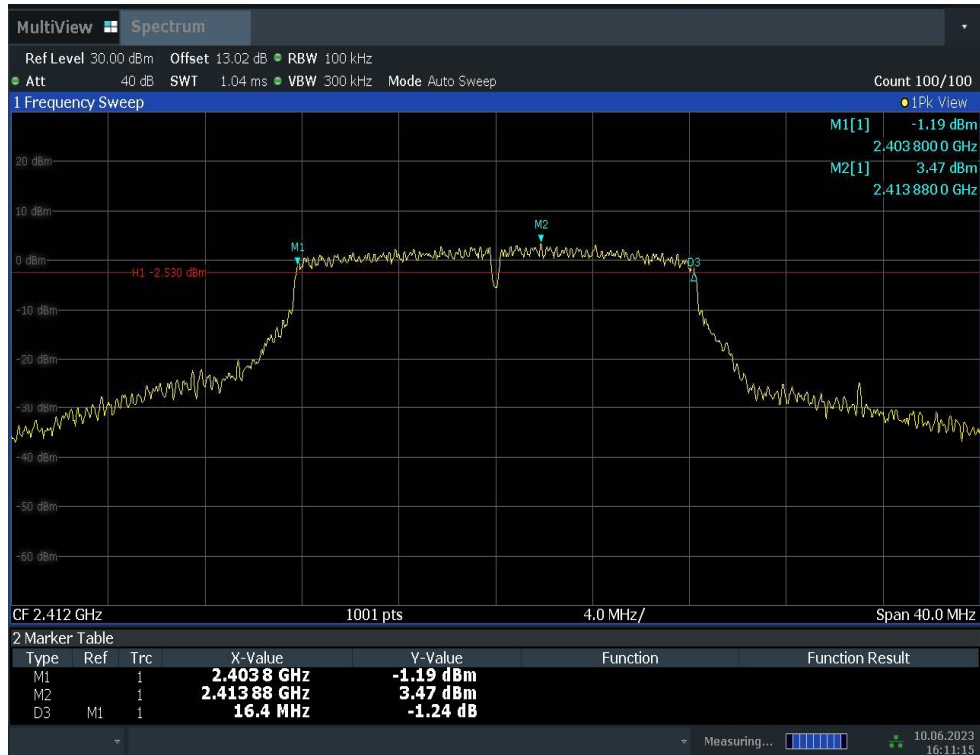 MultiView Spectrum
Ref Level 30.00 dBm Offset 13.02 dB RBW 100 kHz
Att 40 dB SWT 1.04 ms VBW 300 kHz Mode Auto Sweep Count 100/100
1 Frequency Sweep 1Pk View
M1[1] -1.19 dBm
2.403 800 0 GHz
M2[1] 3.47 dBm
2.413 880 0 GHz
20 dBm
10 dBm
M2
M1
0 dBm
D3
H1 -2.530 dBm
-10 dBm
-20 dBm
-30 dBm
-40 dBm
-50 dBm
-60 dBm
CF 2.412 GHz 1001 pts 4.0 MHz/ Span 40.0 MHz
2 Marker Table
Type Ref Trc X-Value Y-Value Function Function Result
M1 1 2.403 8 GHz -1.19 dBm
M2 1 2.413 88 GHz 3.47 dBm
D3 M1 1 16.4 MHz -1.24 dB
Measuring... 10.06.2023
16:11:15